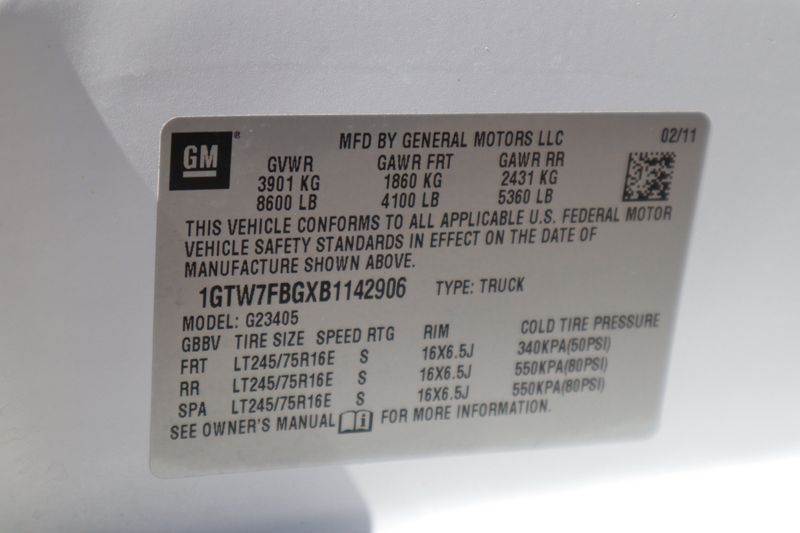 GM®
MFD BY GENERAL MOTORS LLC 02/11
GVWR GAWR FRT GAWR RR
3901 KG 1860 KG 2431 KG
8600 LB 4100 LB 5360 LB
THIS VEHICLE CONFORMS TO ALL APPLICABLE U.S. FEDERAL MOTOR
VEHICLE SAFETY STANDARDS IN EFFECT ON THE DATE OF
MANUFACTURE SHOWN ABOVE.
1GTW7FBGXB1142906 TYPE: TRUCK
MODEL: G23405
GBBV TIRE SIZE SPEED RTG RIM COLD TIRE PRESSURE
FRT LT245/75R16E S 16X6.5J 340KPA(50PSI)
RR LT245/75R16E S 16X6.5J 550KPA(80PSI)
SPA LT245/75R16E S 16X6.5J 550KPA(80PSI)
SEE OWNER'S MANUAL i FOR MORE INFORMATION.